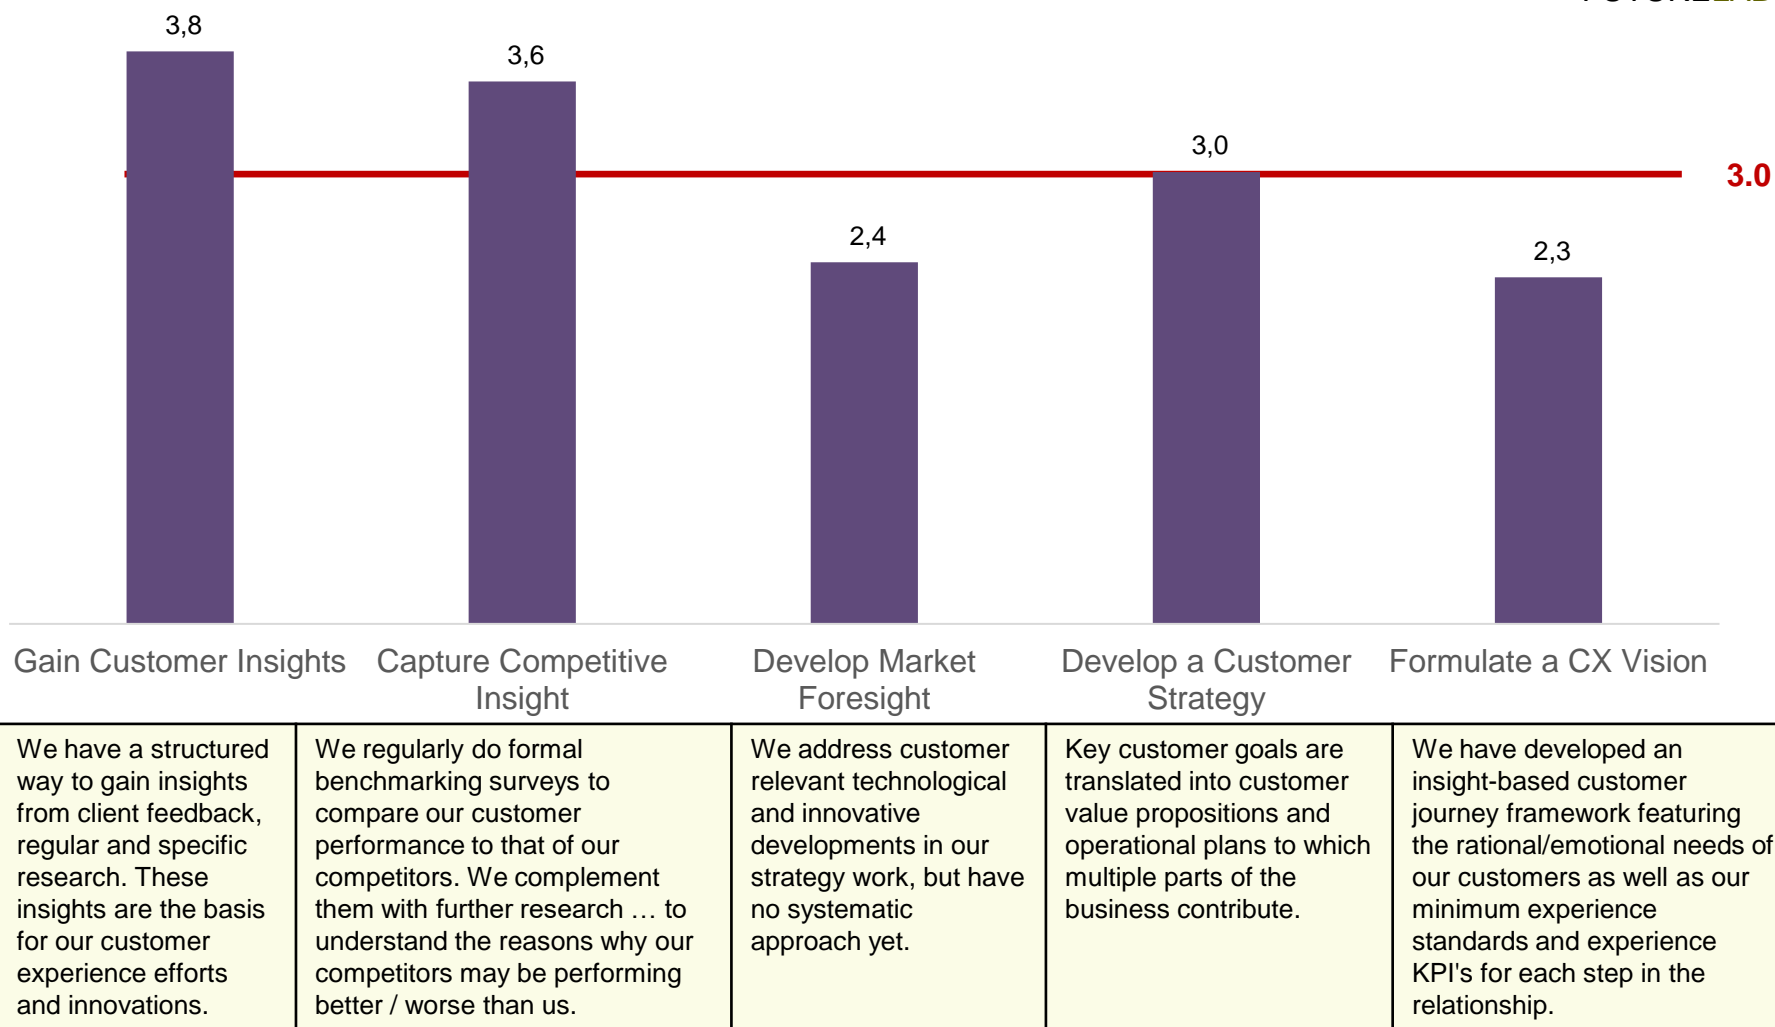 3,8
3,6
2,4
3,0
2,3
3.0
Gain Customer Insights
Capture Competitive
Insight
Develop Market
Foresight
Develop a Customer
Strategy
Formulate a CX Vision
We have a structured
way to gain insights
from client feedback,
regular and specific
research. These
insights are the basis
for our customer
experience efforts
and innovations.
We regularly do formal
benchmarking surveys to
compare our customer
performance to that of our
competitors. We complement
them with further research … to
understand the reasons why our
competitors may be performing
better / worse than us.
We address customer
relevant technological
and innovative
developments in our
strategy work, but have
no systematic
approach yet.
Key customer goals are
translated into customer
value propositions and
operational plans to which
multiple parts of the
business contribute.
We have developed an
insight-based customer
journey framework featuring
the rational/emotional needs of
our customers as well as our
minimum experience
standards and experience
KPI's for each step in the
relationship.